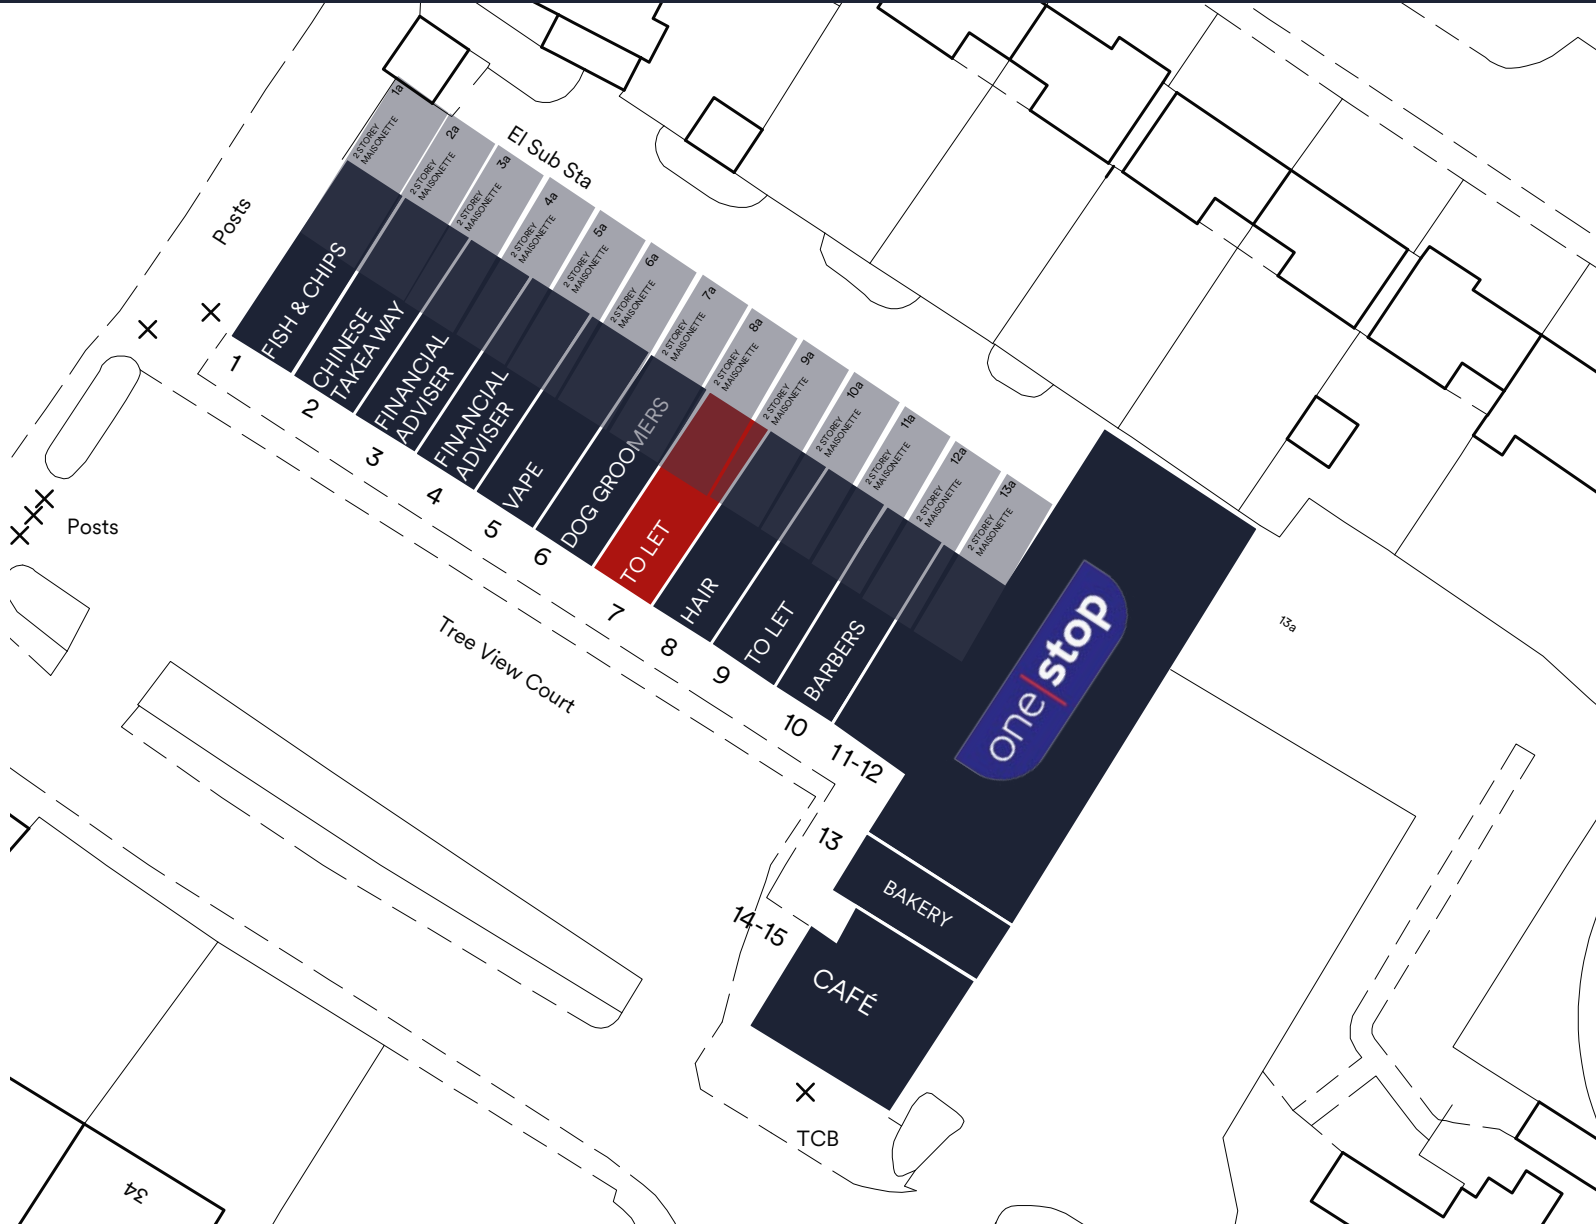 1a
2 STOREY
MAISONETTE
2a
2 STOREY
MAISONETTE
3a
2 STOREY
MAISONETTE
4a
2 STOREY
MAISONETTE
5a
2 STOREY
MAISONETTE
6a
2 STOREY
MAISONETTE
7a
2 STOREY
MAISONETTE
8a
2 STOREY
MAISONETTE
9a
2 STOREY
MAISONETTE
10a
2 STOREY
MAISONETTE
11a
2 STOREY
MAISONETTE
12a
2 STOREY
MAISONETTE
13a
2 STOREY
MAISONETTE
El Sub Sta
Posts
Posts
FISH & CHIPS
CHINESE
TAKEA WAY
FINANCIAL
ADVISER
FINANCIAL
ADVISER
VAPE
DOG GROOMERS
TO LET
HAIR
TO LET
BARBERS
one|stop
BAKERY
CAFÉ
1
2
3
4
5
6
7
8
9
10
11-12
13
14-15
Tree View Court
13a
TCB
34